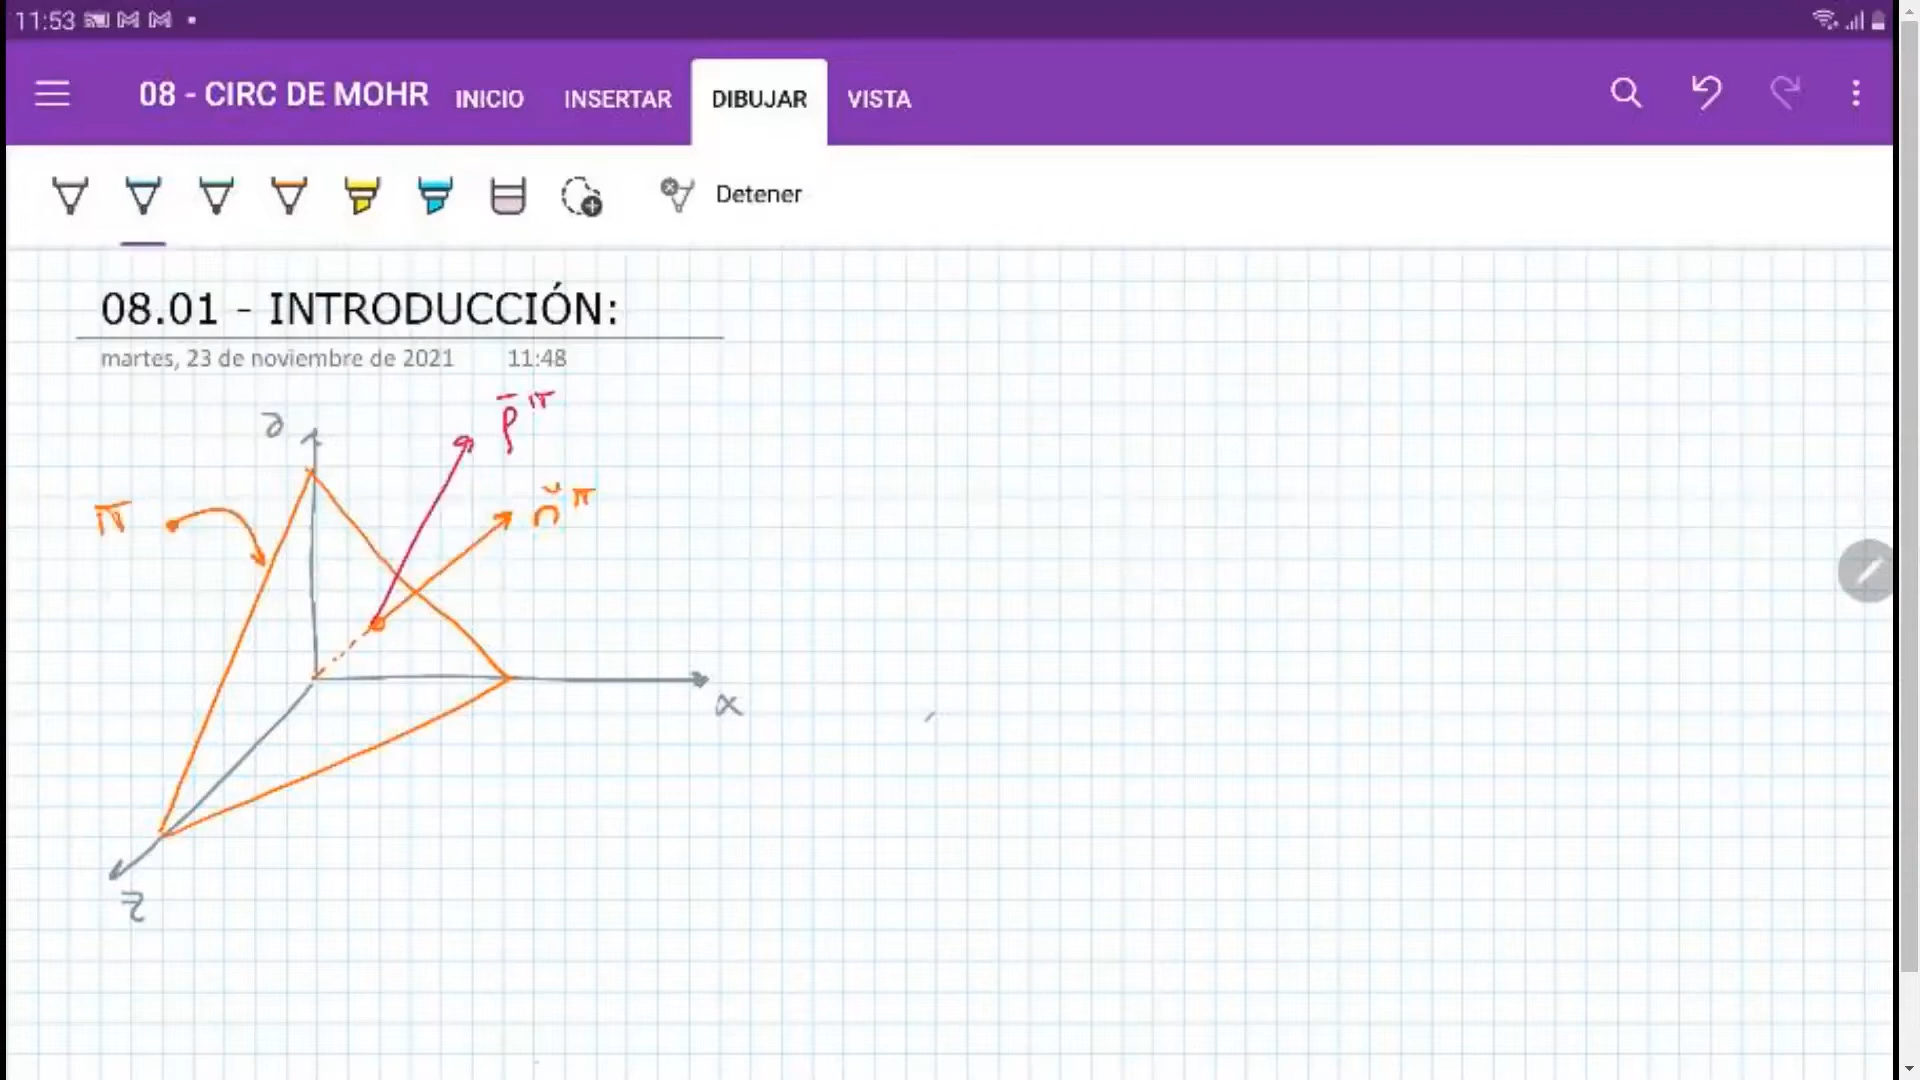 11:53
08 - CIRC DE MOHR INICIO INSERTAR DIBUJAR VISTA
Detener
08.01 - INTRODUCCIÓN:
martes, 23 de noviembre de 2021 11:48
ρ̄ π
π
ň π
x
z